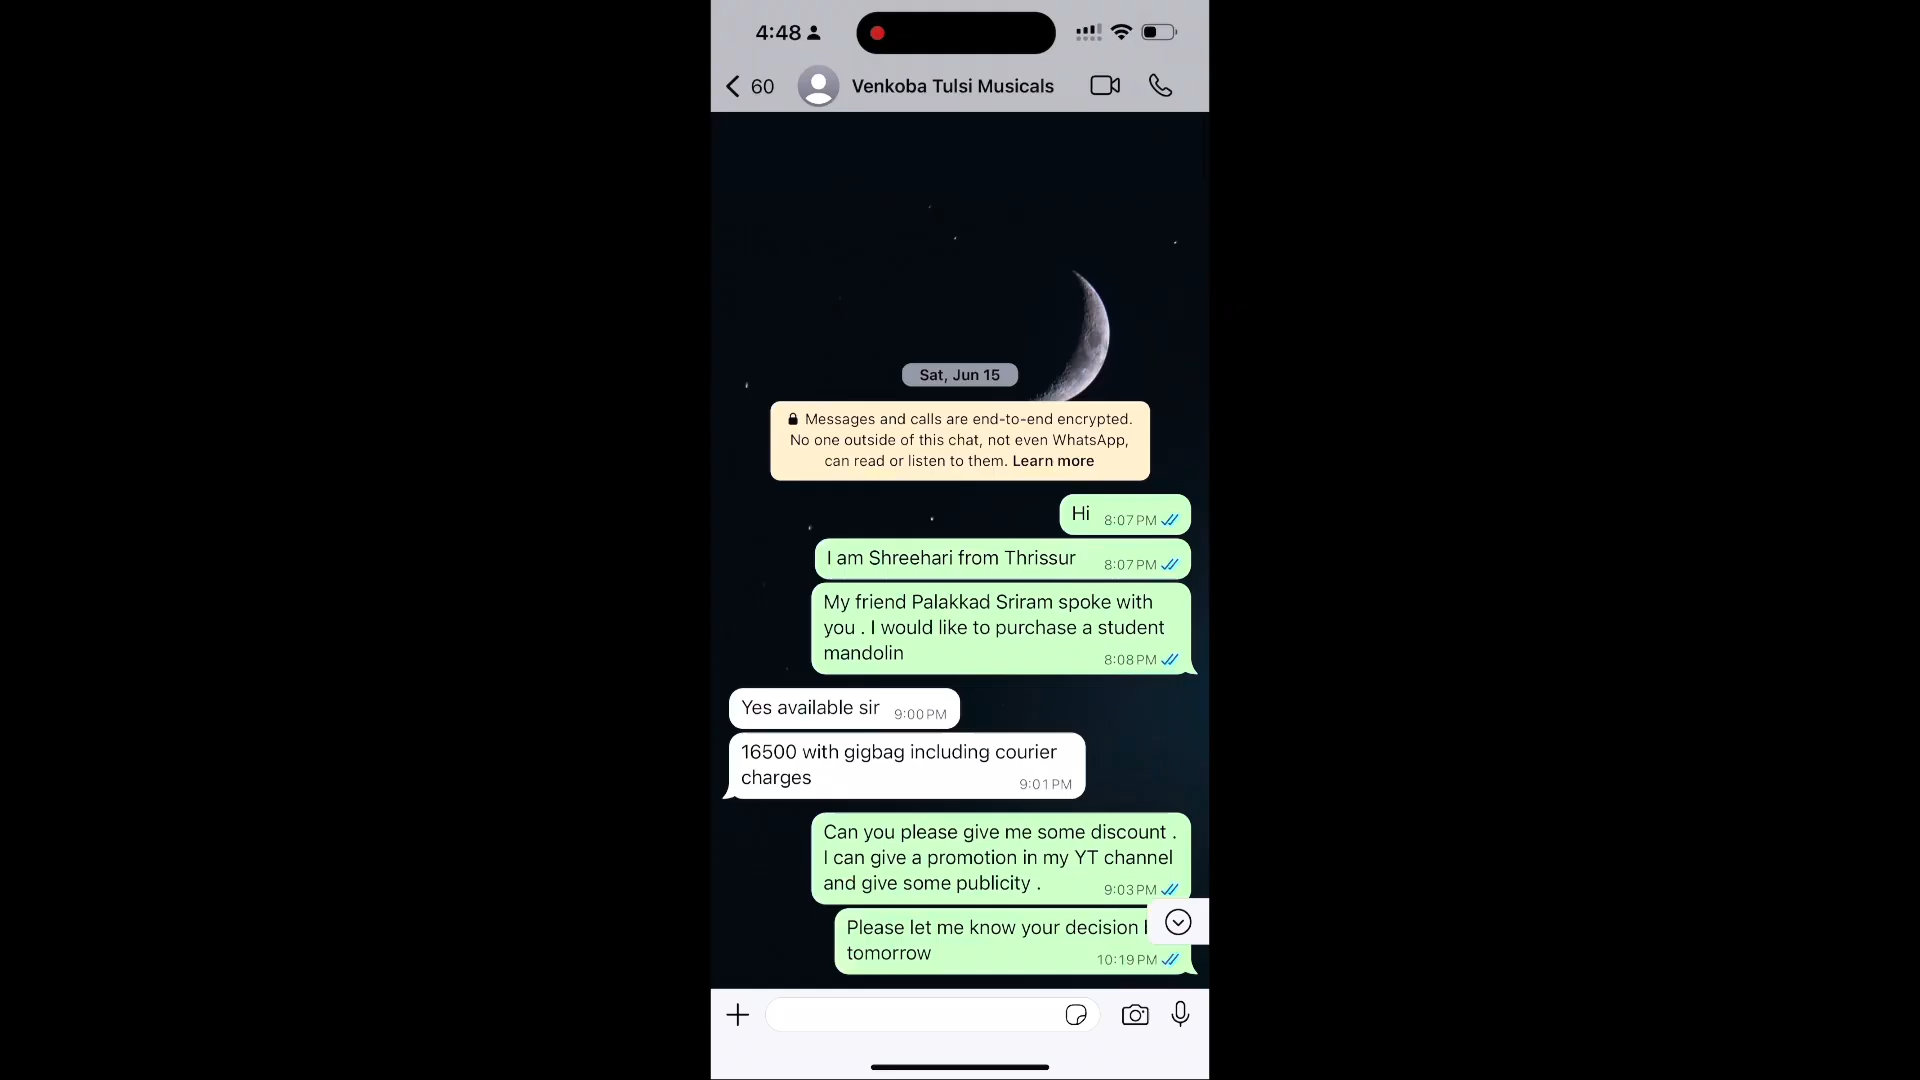 4:48
60
Venkoba Tulsi Musicals
Sat, Jun 15
Messages and calls are end-to-end encrypted.
No one outside of this chat, not even WhatsApp,
can read or listen to them. Learn more
Hi 8:07 PM
I am Shreehari from Thrissur 8:07 PM
My friend Palakkad Sriram spoke with
you . I would like to purchase a student
mandolin 8:08 PM
Yes available sir 9:00 PM
16500 with gigbag including courier
charges 9:01 PM
Can you please give me some discount .
I can give a promotion in my YT channel
and give some publicity . 9:03 PM
Please let me know your decision
tomorrow 10:19 PM